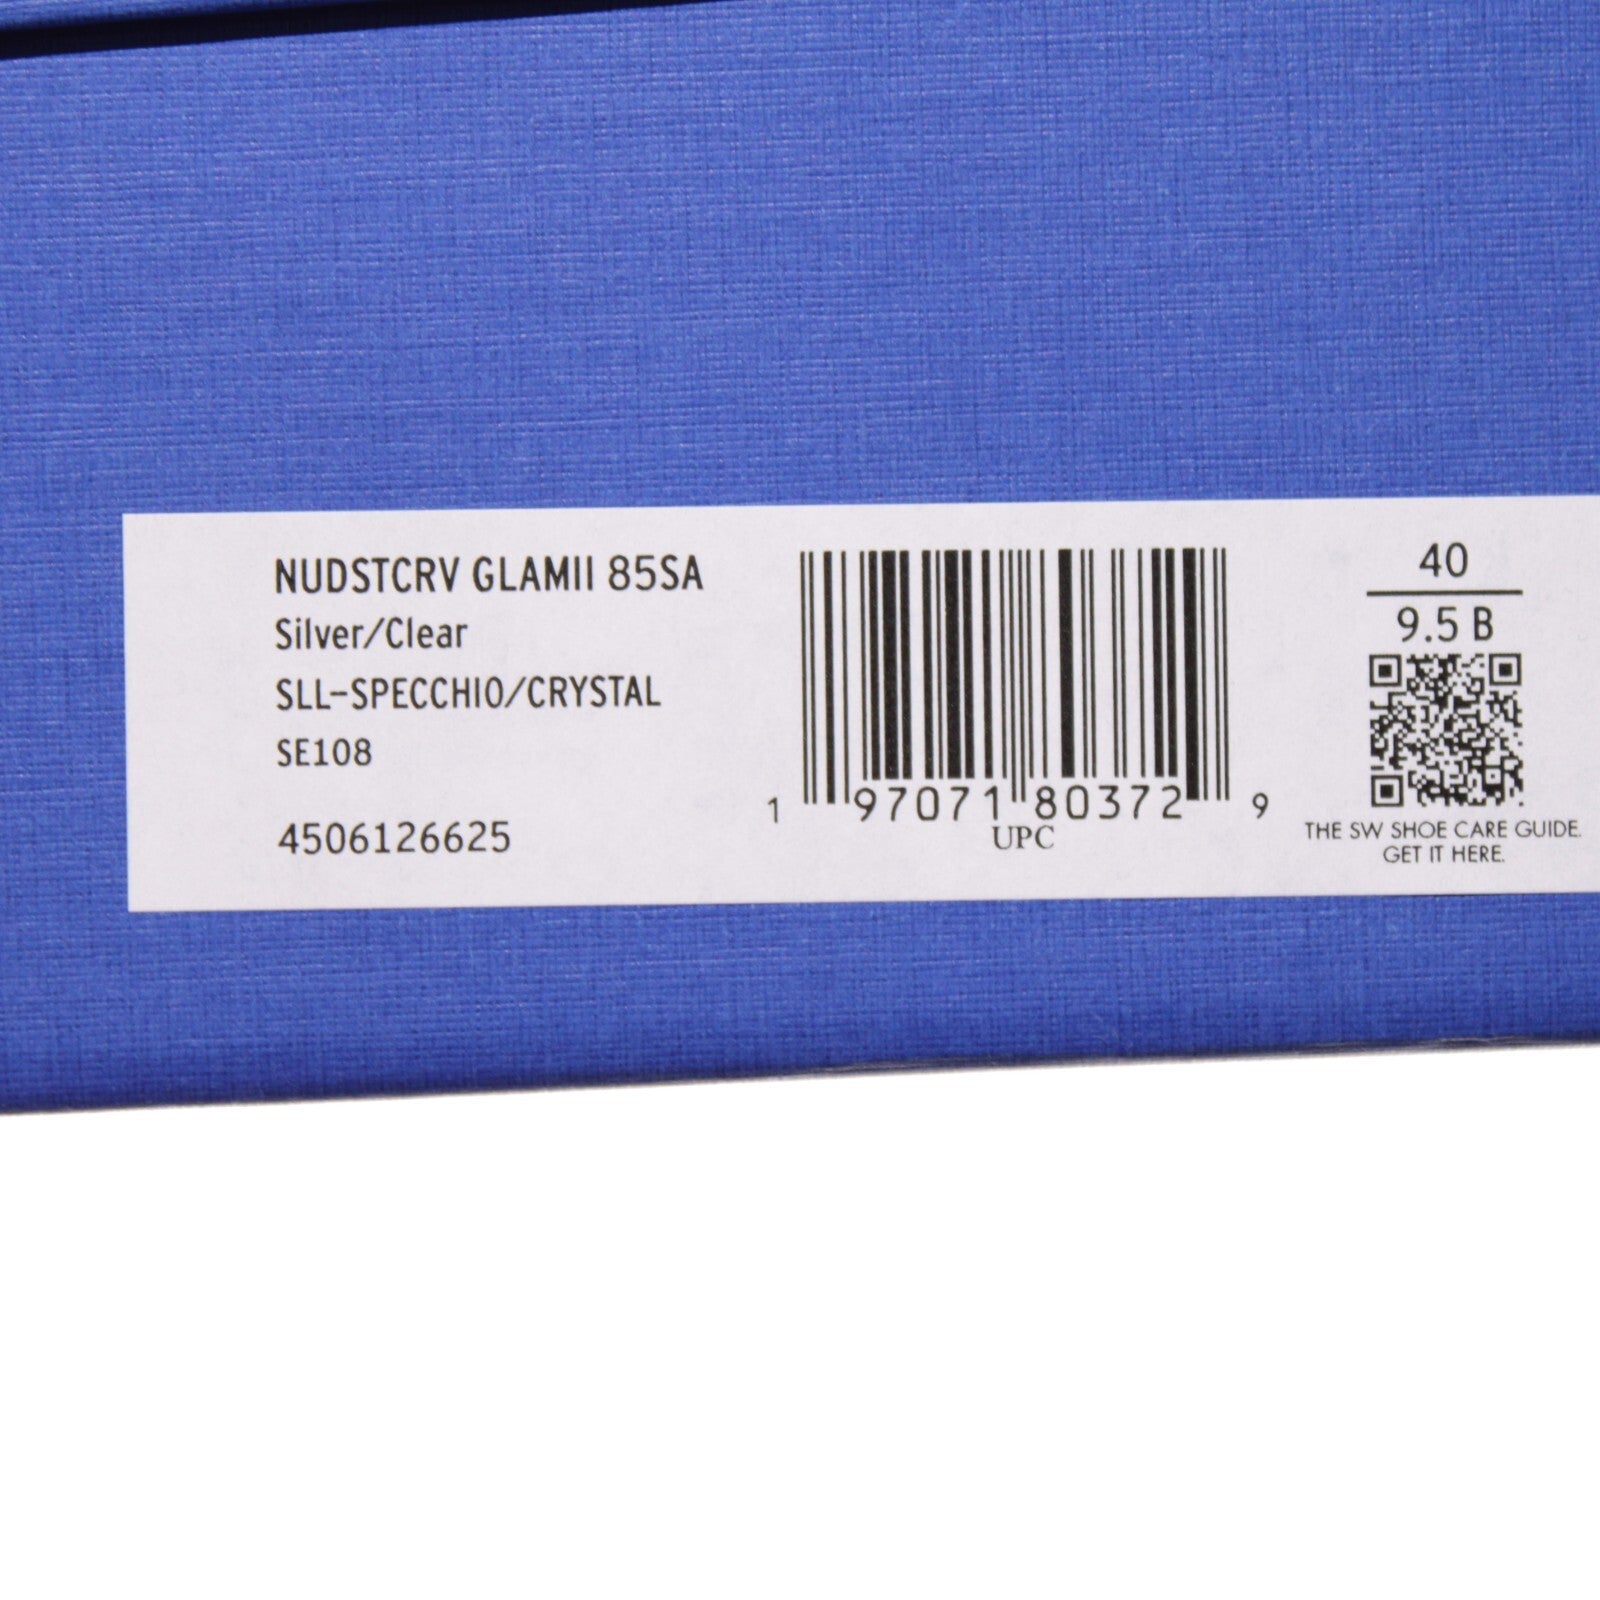 NUDSTCRV GLAMII 85SA
Silver/Clear
SLL-SPECCHIO/CRYSTAL
SE108
4506126625
1 97071 80372 9
UPC
40
9.5 B
THE SW SHOE CARE GUIDE.
GET IT HERE.